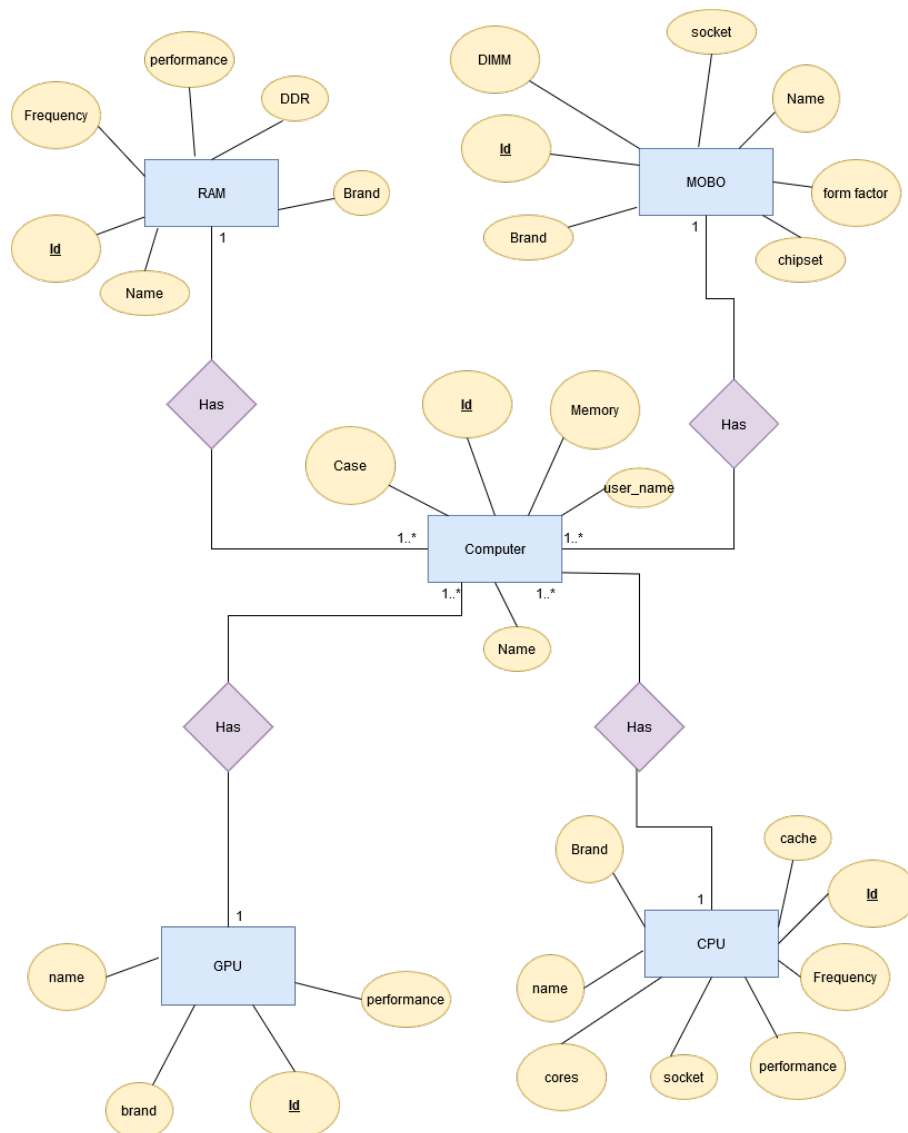 socket
performance
DIMM
DDR
Name
Frequency
Id
RAM
MOBO
Brand
form factor
Id
Brand
1
1
chipset
Name
Has
Id
Memory
Has
Case
user_name
1..*
Computer
1..*
1..*
1..*
Name
Has
Has
cache
Brand
Id
1
1
GPU
CPU
name
Frequency
name
performance
performance
cores
socket
brand
Id